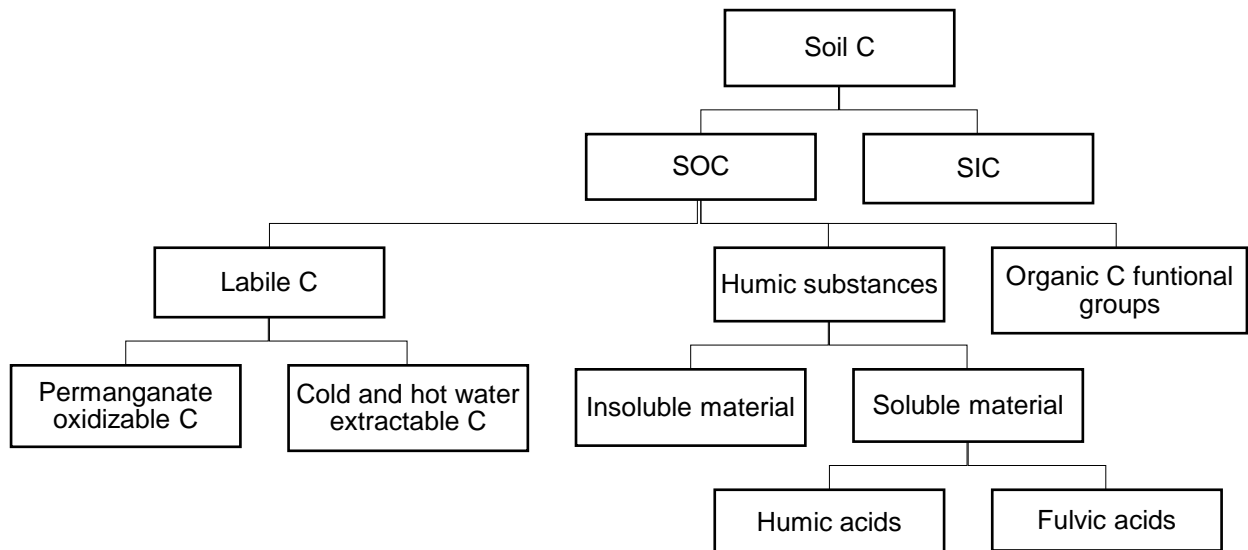 Soil C
SOC
SIC
Labile C
Humic substances
Organic C funtional
groups
Permanganate
oxidizable C
Cold and hot water
extractable C
Insoluble material
Soluble material
Humic acids
Fulvic acids